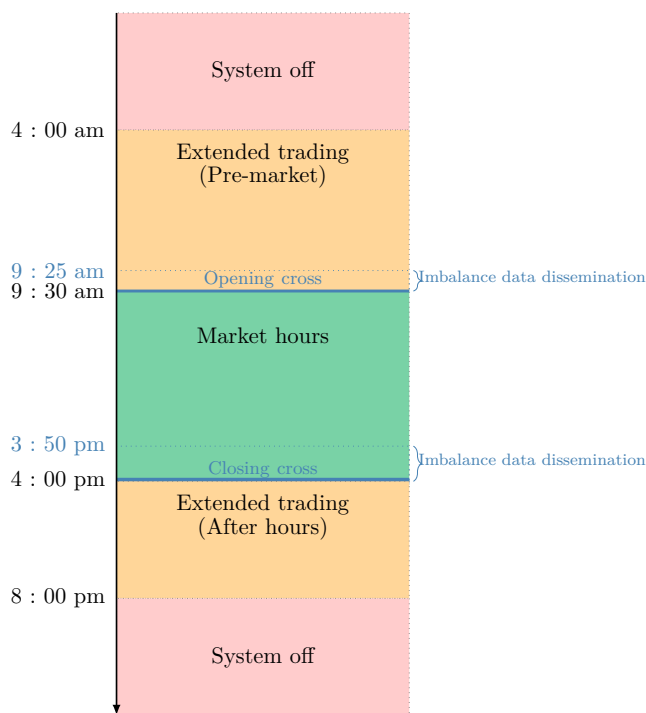 System off
4 : 00 am
Extended trading
(Pre-market)
9 : 25 am
Opening cross
Imbalance data dissemination
9 : 30 am
Market hours
3 : 50 pm
Closing cross
Imbalance data dissemination
4 : 00 pm
Extended trading
(After hours)
8 : 00 pm
System off